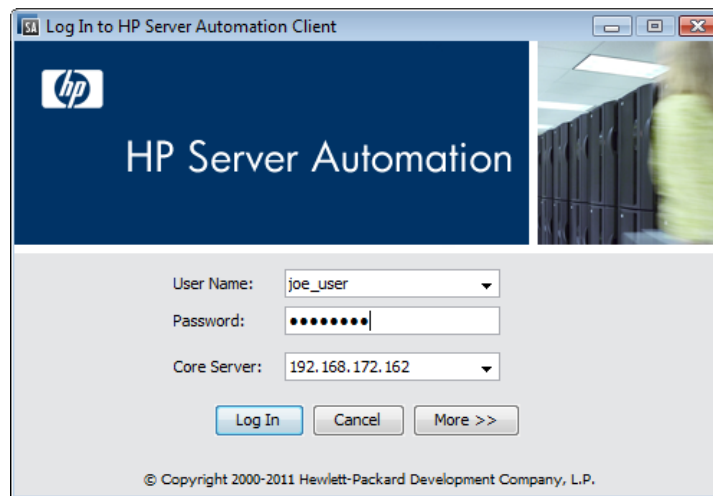 SA Log In to HP Server Automation Client
hp
HP Server Automation
User Name: joe_user
Password: ●●●●●●●●
Core Server: 192.168.172.162
Log In Cancel More >>
© Copyright 2000-2011 Hewlett-Packard Development Company, L.P.